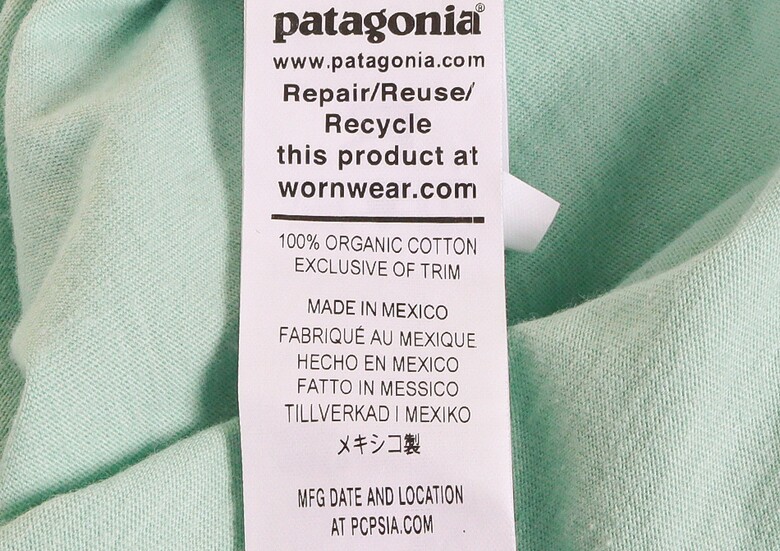 patagonia®
www.patagonia.com
Repair/Reuse/
Recycle
this product at
wornwear.com
100% ORGANIC COTTON
EXCLUSIVE OF TRIM
MADE IN MEXICO
FABRIQUÉ AU MEXIQUE
HECHO EN MEXICO
FATTO IN MESSICO
TILLVERKAD I MEXIKO
メキシコ製
MFG DATE AND LOCATION
AT PCPSIA.COM